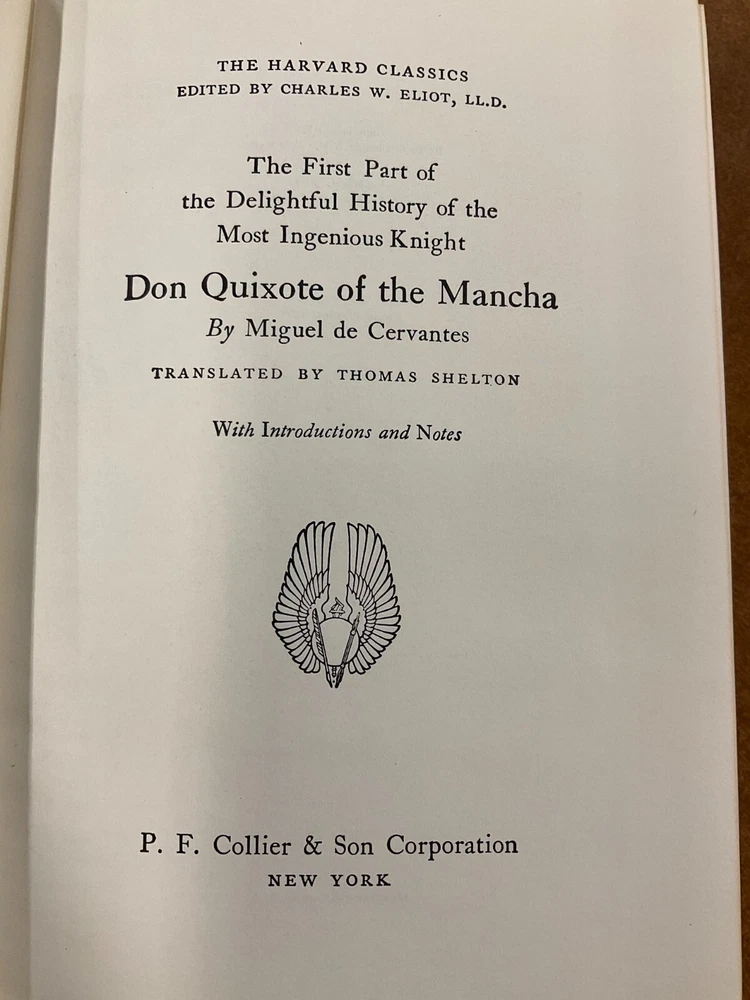 THE HARVARD CLASSICS
EDITED BY CHARLES W. ELIOT, LL.D.
The First Part of
the Delightful History of the
Most Ingenious Knight
Don Quixote of the Mancha
By Miguel de Cervantes
TRANSLATED BY THOMAS SHELTON
With Introductions and Notes
P. F. Collier & Son Corporation
NEW YORK